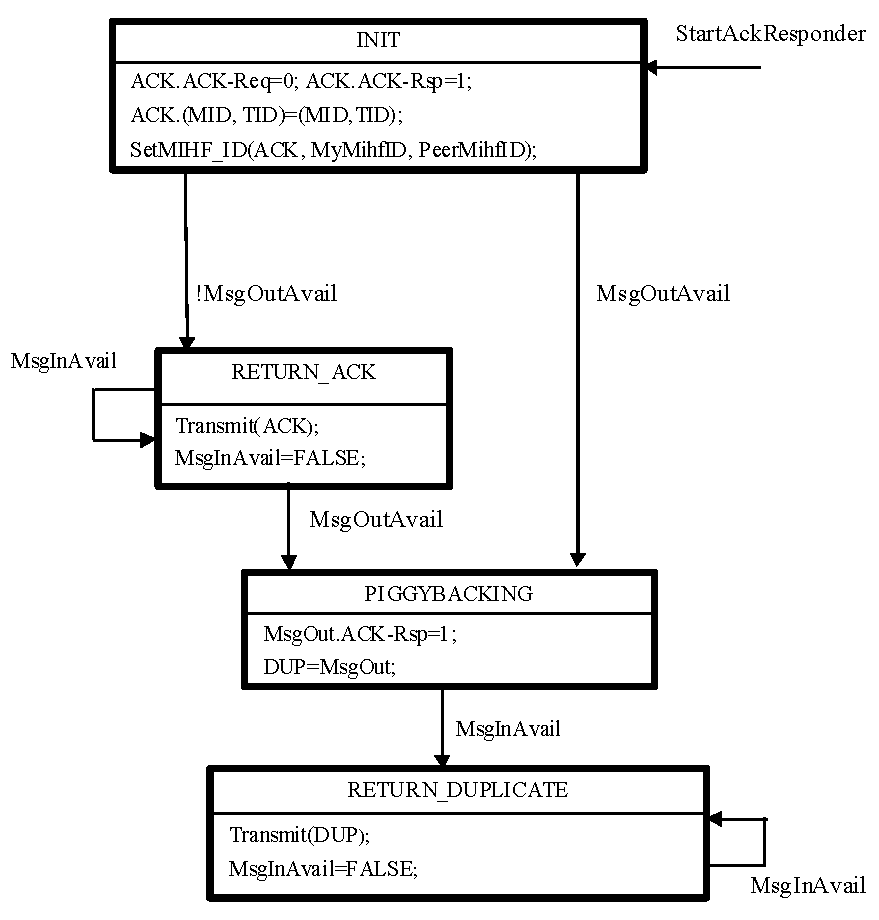 INIT
StartAckResponder
ACK.ACK-Req=0; ACK.ACK-Rsp=1;
ACK.(MID, TID)=(MID,TID);
SetMIHF_ID(ACK, MyMihfID, PeerMihfID);
!MsgOutAvail
MsgOutAvail
MsgInAvail
RETURN_ACK
Transmit(ACK);
MsgInAvail=FALSE;
MsgOutAvail
PIGGYBACKING
MsgOut.ACK-Rsp=1;
DUP=MsgOut;
MsgInAvail
RETURN_DUPLICATE
Transmit(DUP);
MsgInAvail=FALSE;
MsgInAvail